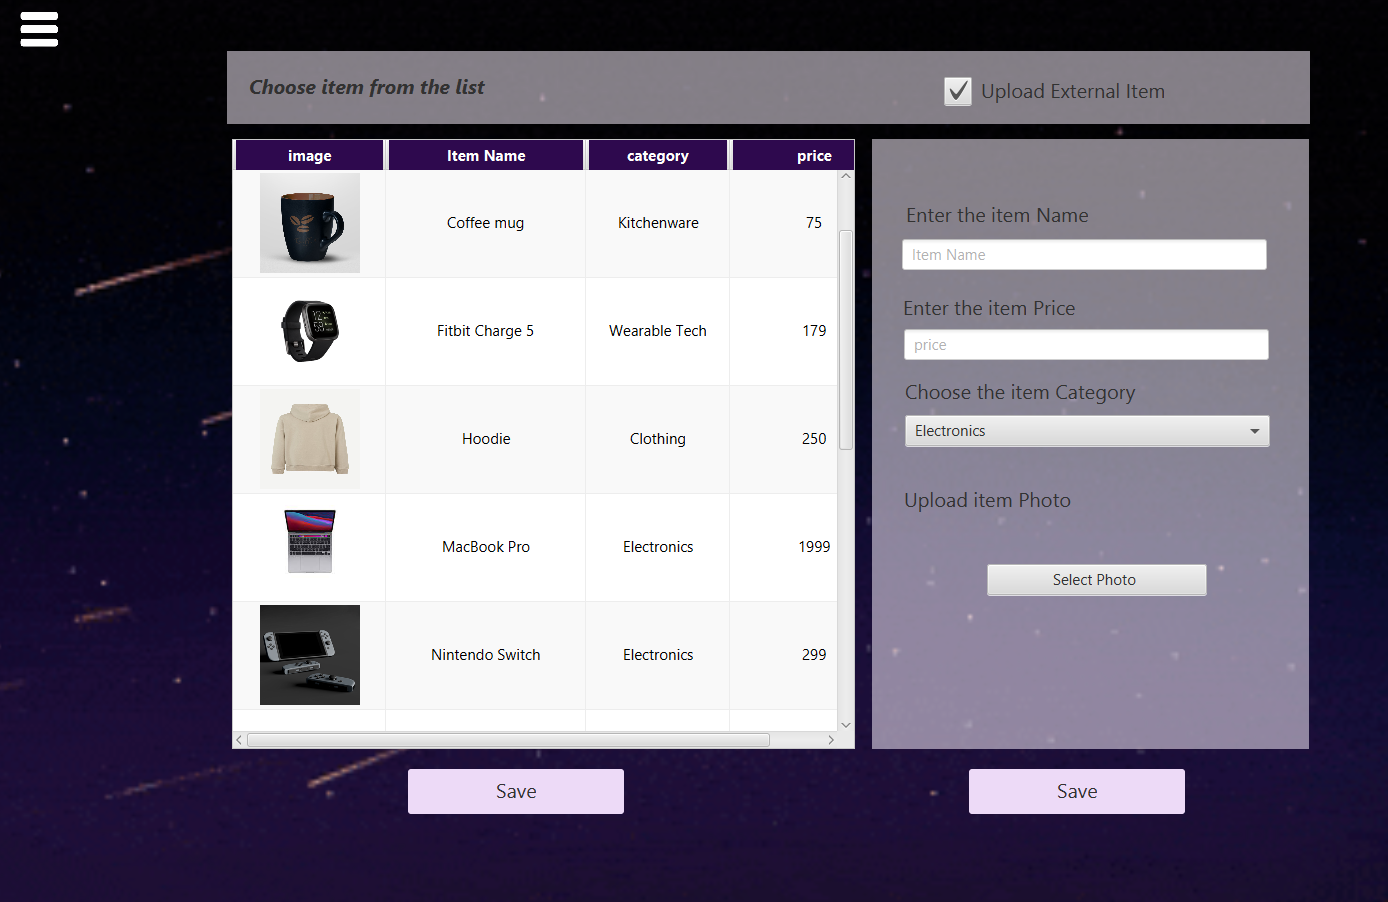 Choose item from the list
Upload External Item
image Item Name category price
Coffee mug Kitchenware 75
Fitbit Charge 5 Wearable Tech 179
Hoodie Clothing 250
MacBook Pro Electronics 1999
Nintendo Switch Electronics 299
Save
Enter the item Name
Item Name
Enter the item Price
price
Choose the item Category
Electronics
Upload item Photo
Select Photo
Save